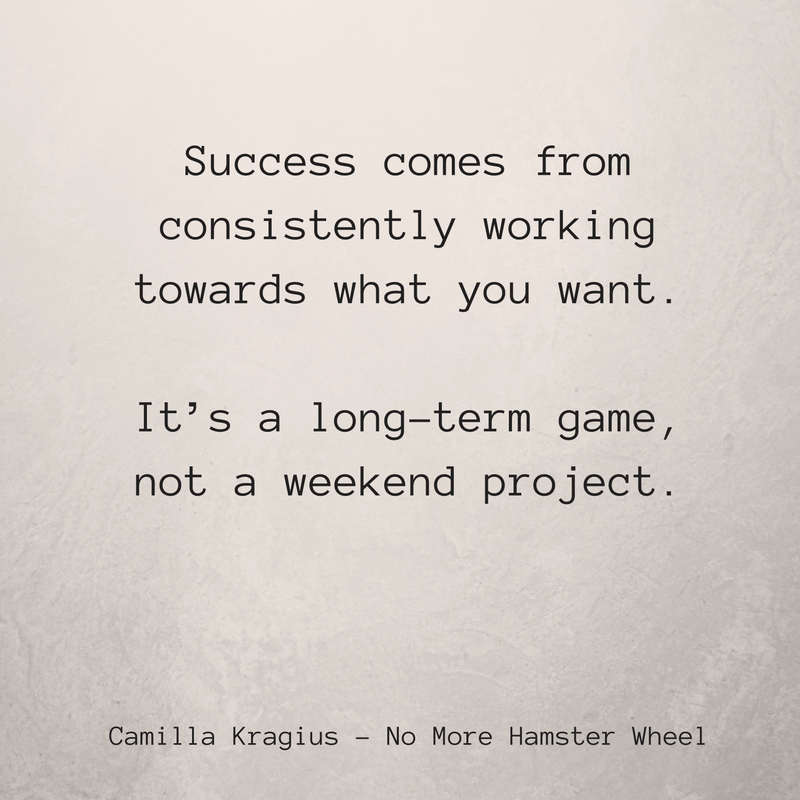 Success comes from
consistently working
towards what you want.
It’s a long-term game,
not a weekend project.
Camilla Kragius - No More Hamster Wheel